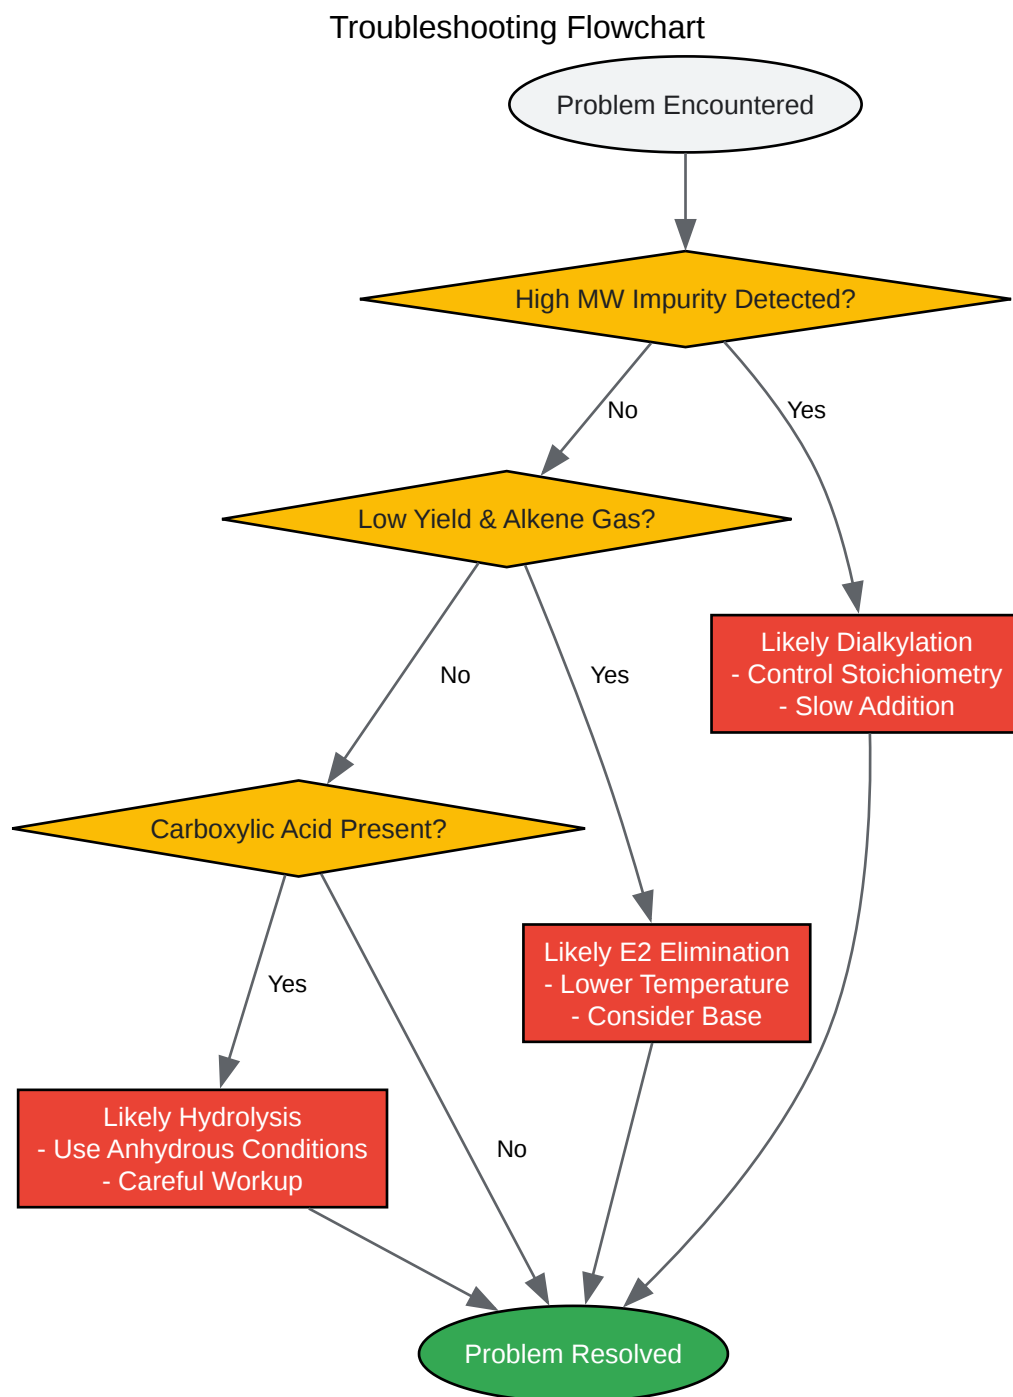 Troubleshooting Flowchart
Problem Encountered
High MW Impurity Detected?
No
Yes
Low Yield & Alkene Gas?
Likely Dialkylation
- Control Stoichiometry
- Slow Addition
No
Yes
Carboxylic Acid Present?
Likely E2 Elimination
- Lower Temperature
- Consider Base
Yes
Likely Hydrolysis
- Use Anhydrous Conditions
- Careful Workup
No
Problem Resolved